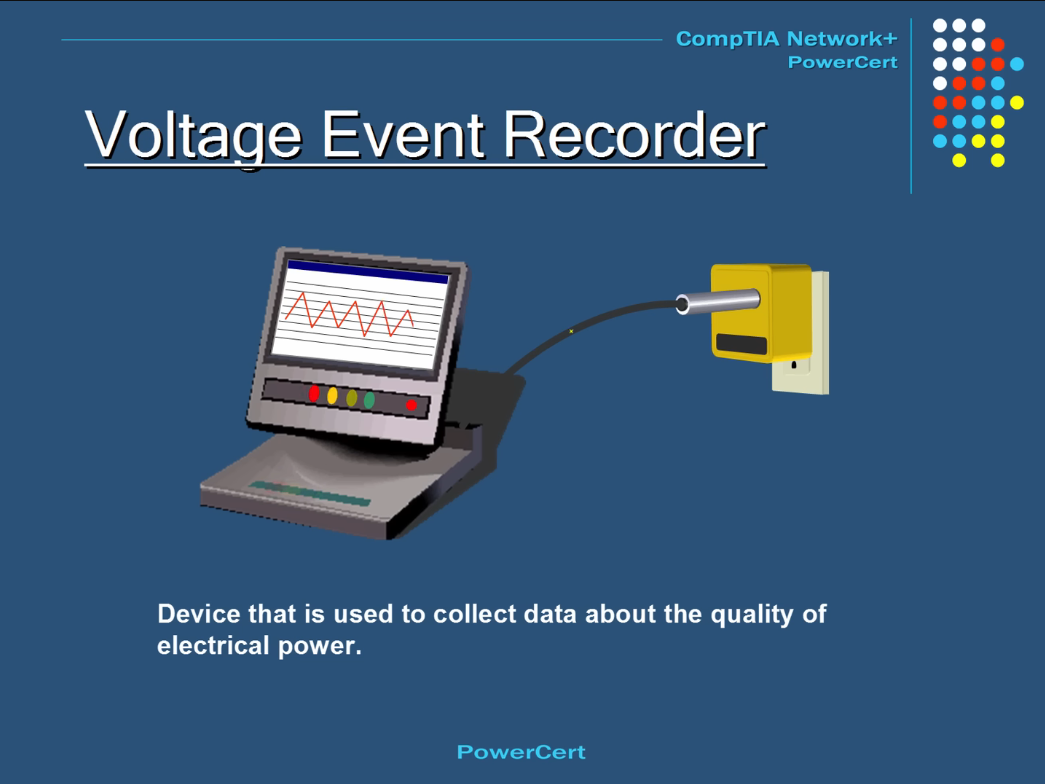 CompTIA Network+
PowerCert
Voltage Event Recorder
Device that is used to collect data about the quality of
electrical power.
PowerCert